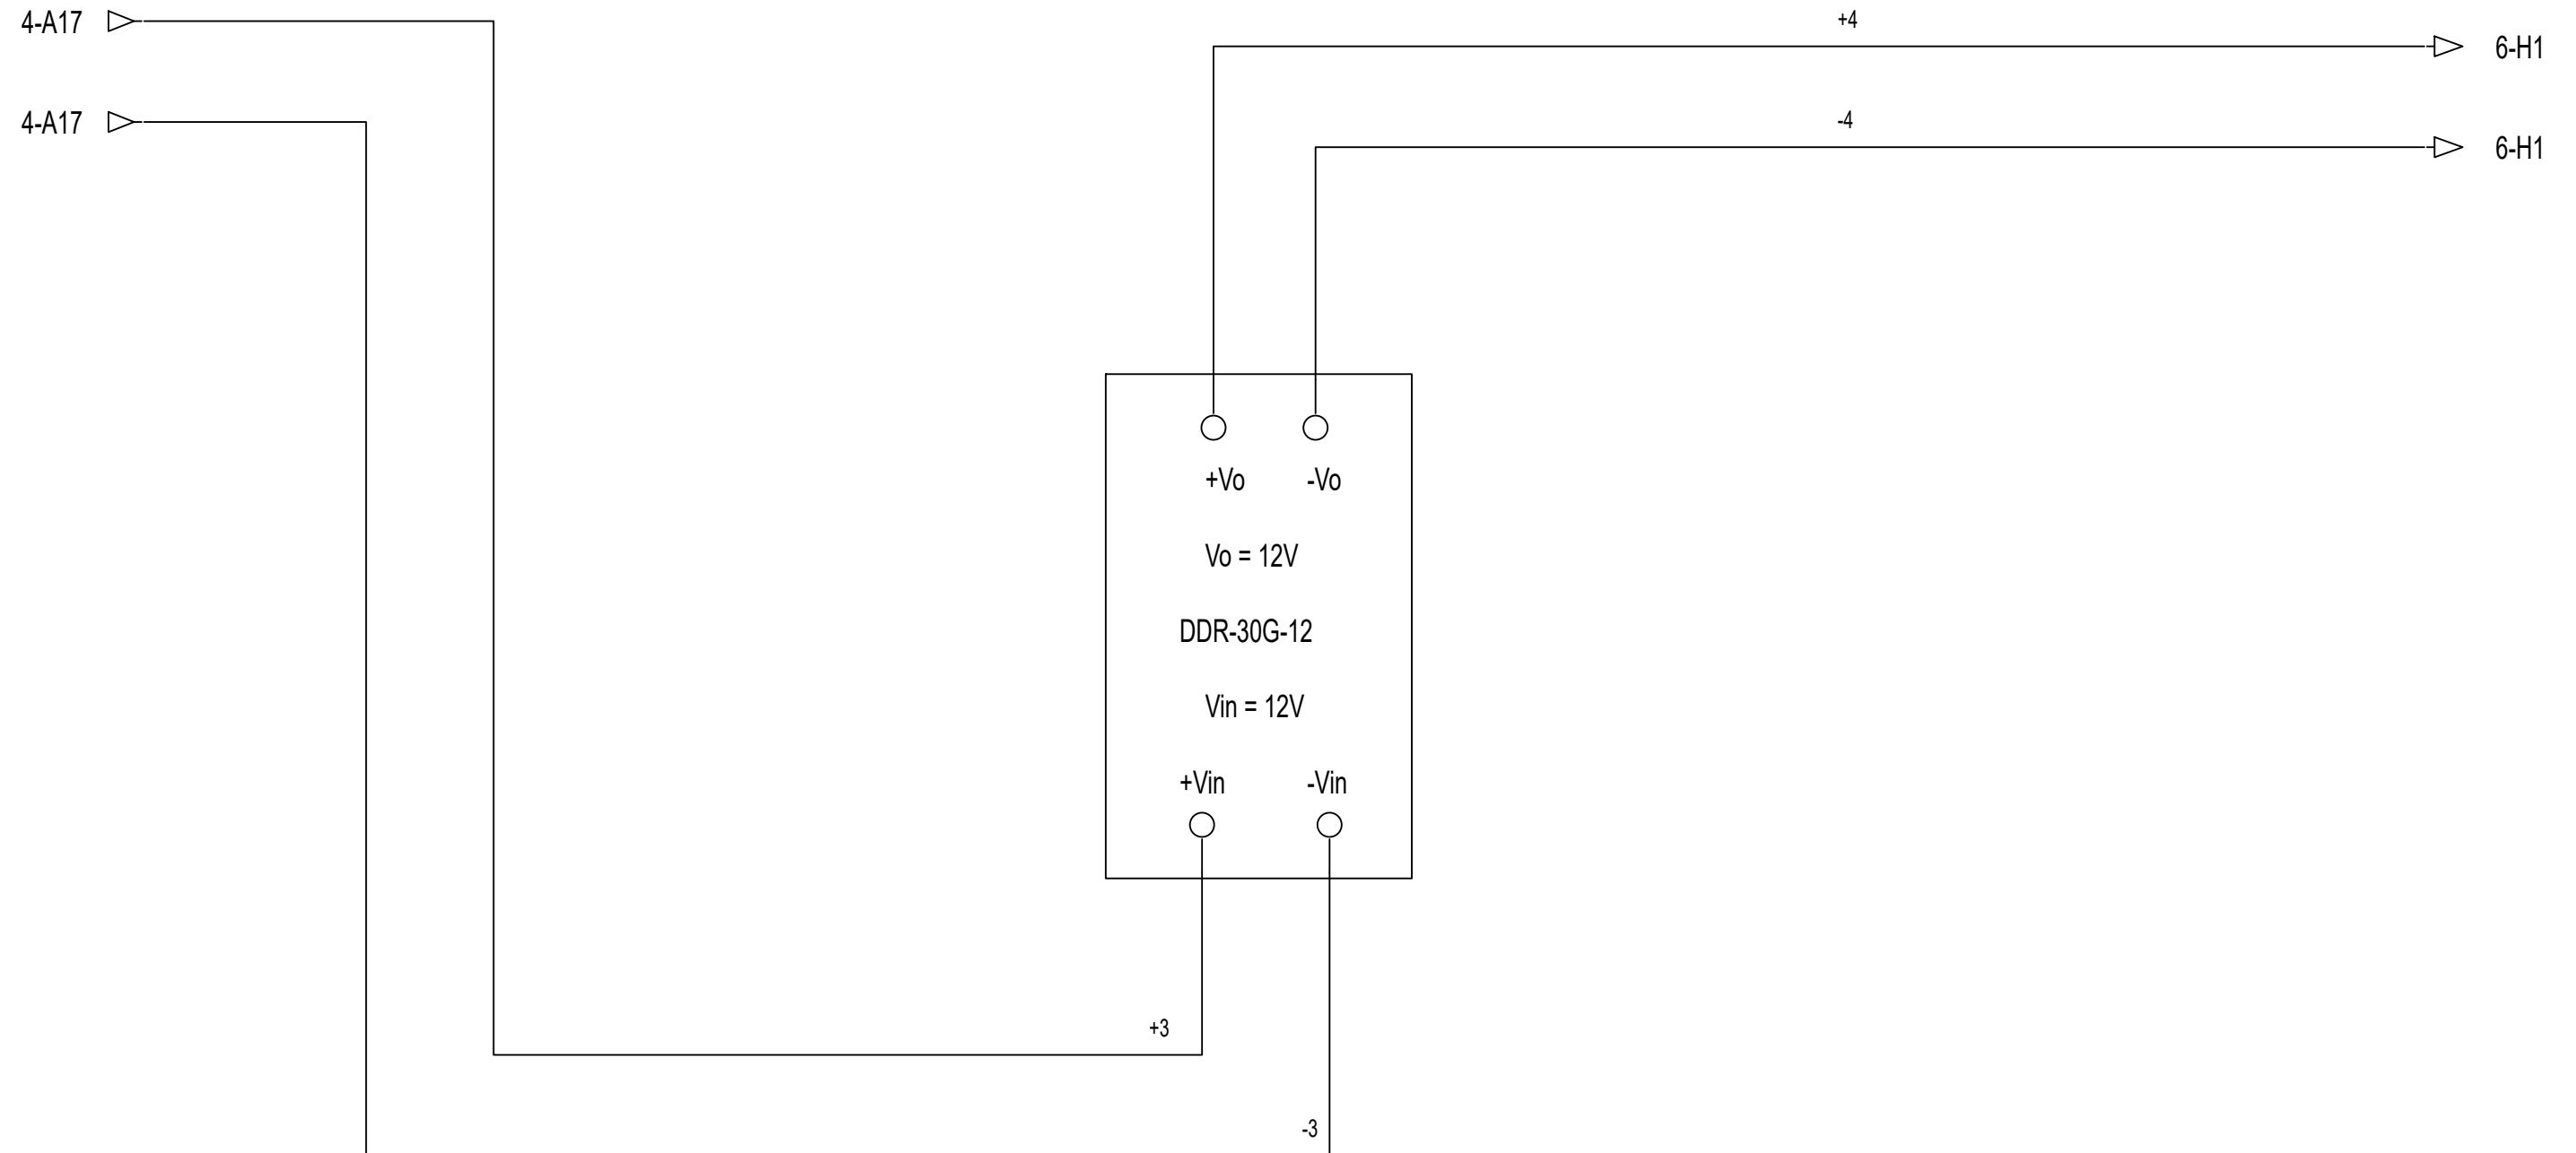 4-A17
+4
6-H1
4-A17
-4
6-H1
+Vo
-Vo
Vo = 12V
DDR-30G-12
Vin = 12V
+Vin
-Vin
+3
-3